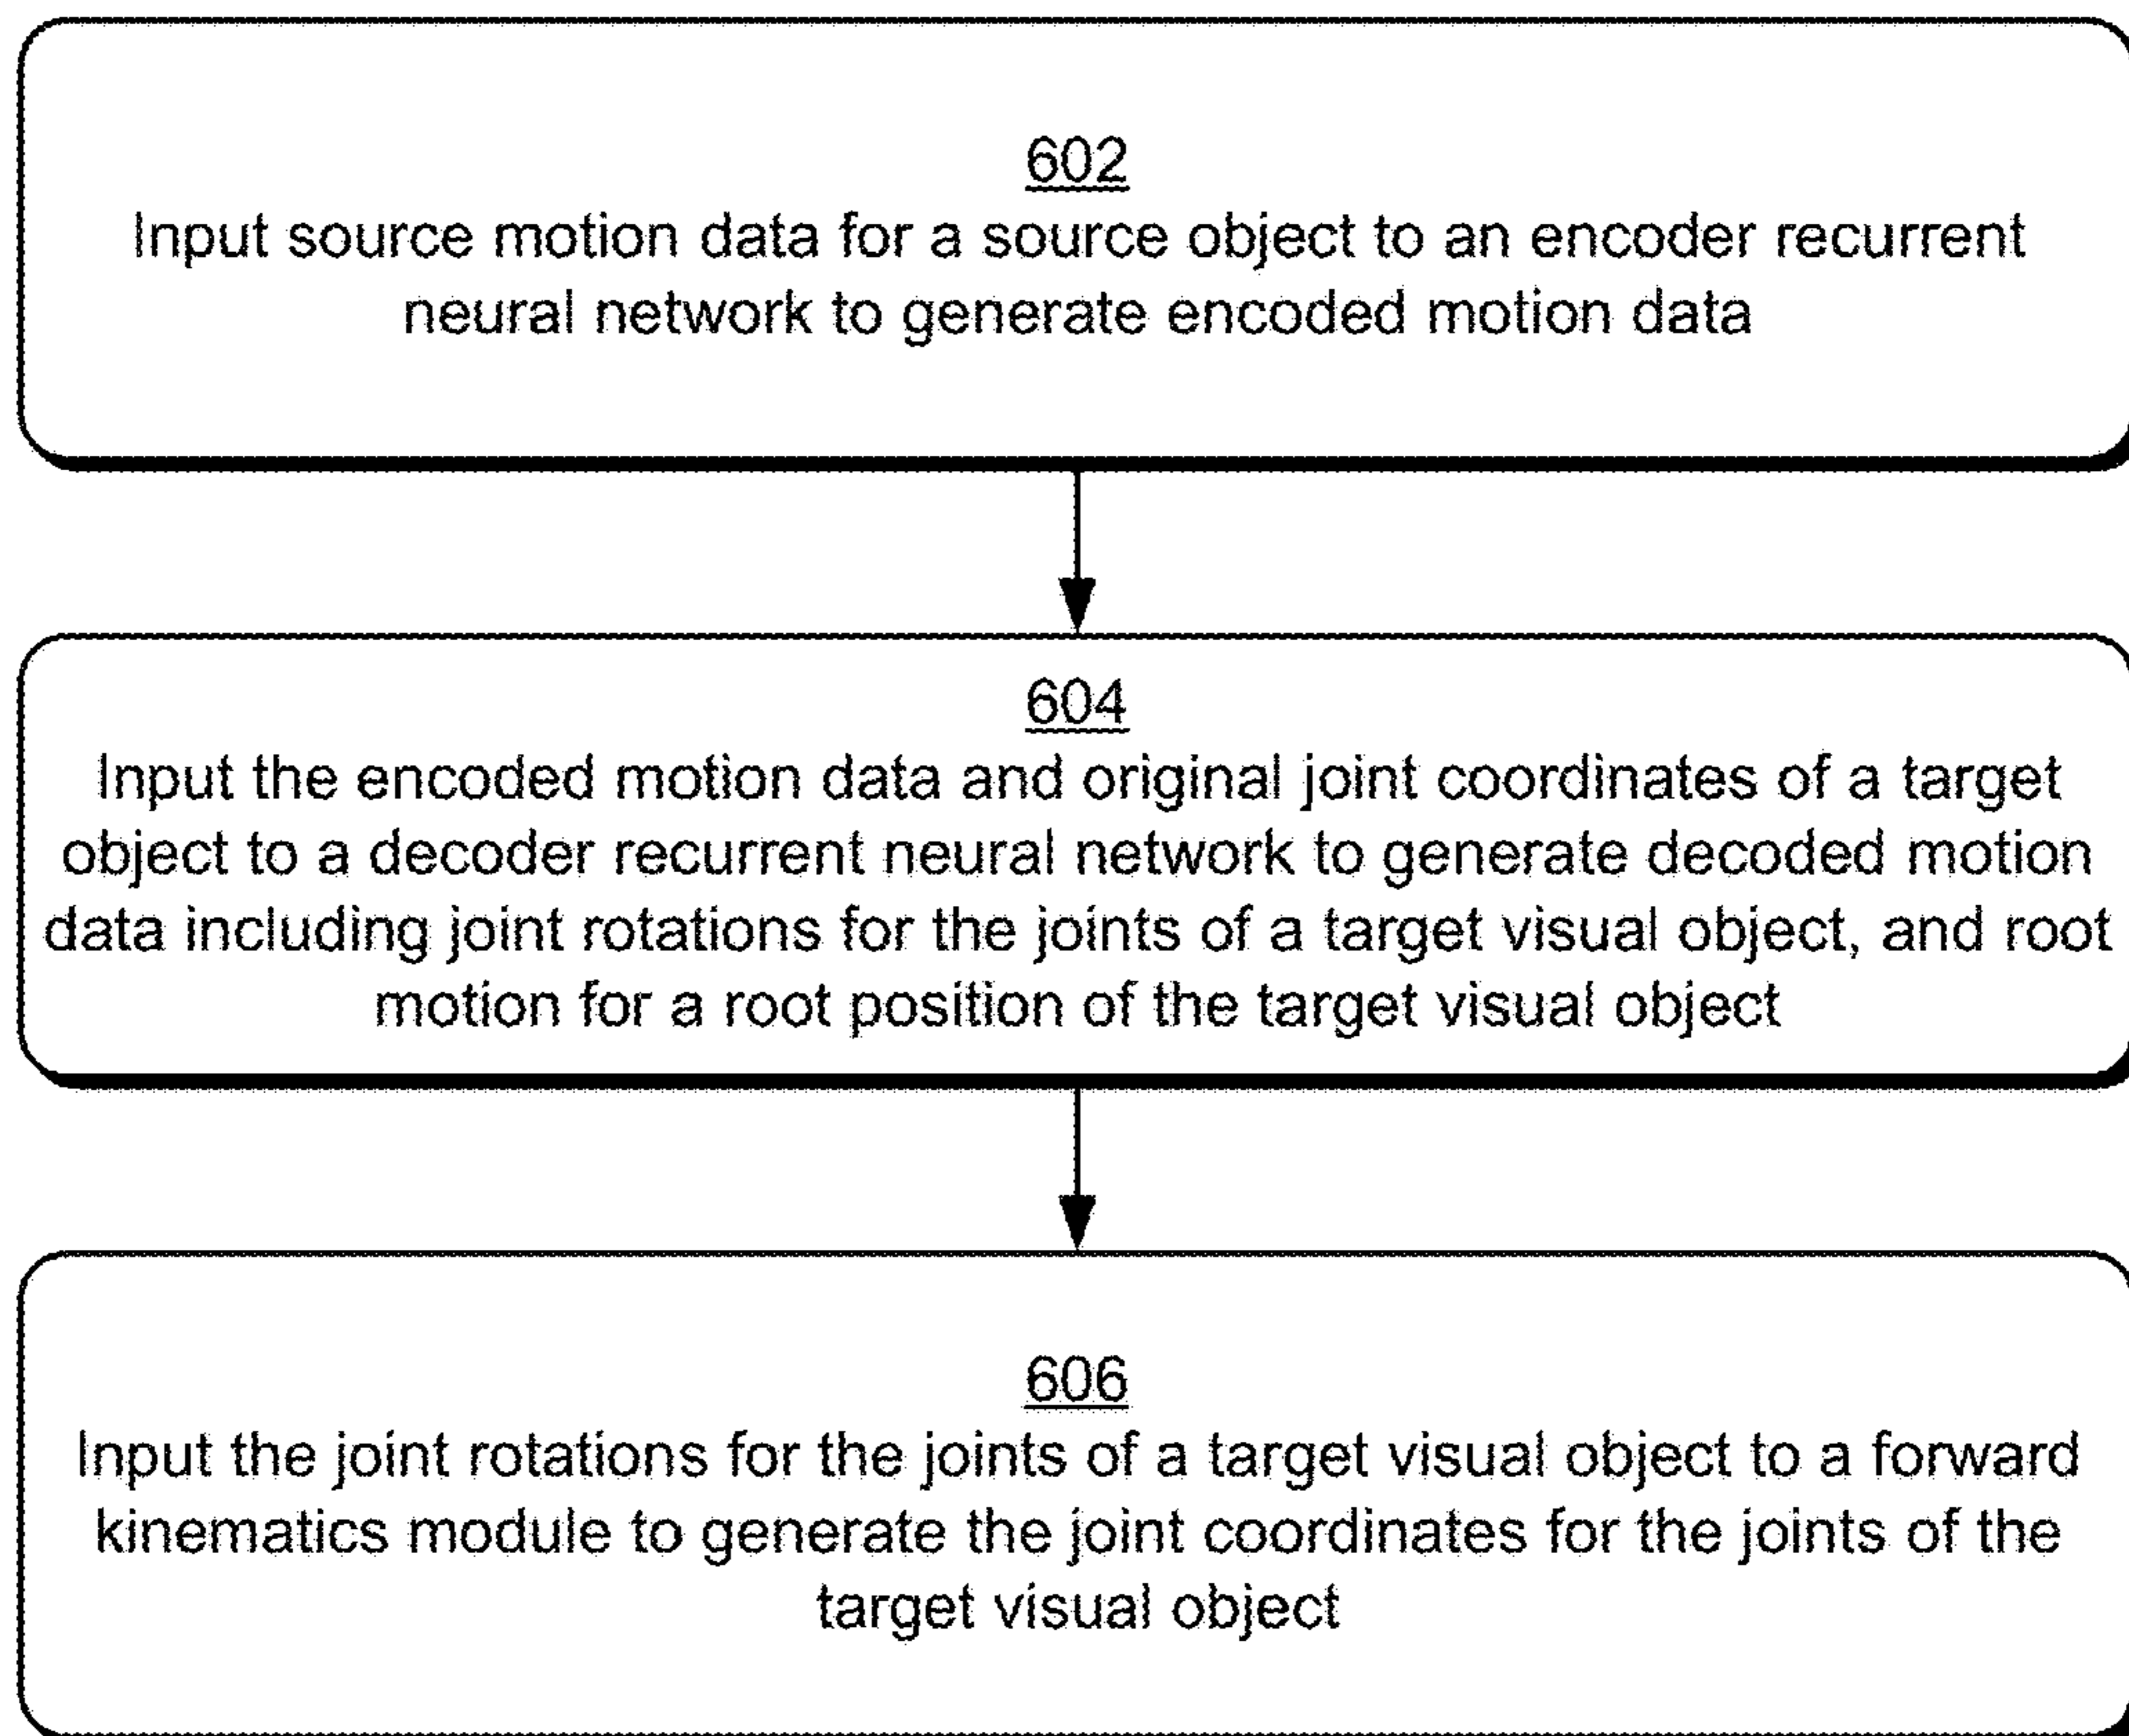 602
Input source motion data for a source object to an encoder recurrent
neural network to generate encoded motion data
604
Input the encoded motion data and original joint coordinates of a target
object to a decoder recurrent neural network to generate decoded motion
data including joint rotations for the joints of a target visual object, and root
motion for a root position of the target visual object
606
Input the joint rotations for the joints of a target visual object to a forward
kinematics module to generate the joint coordinates for the joints of the
target visual object